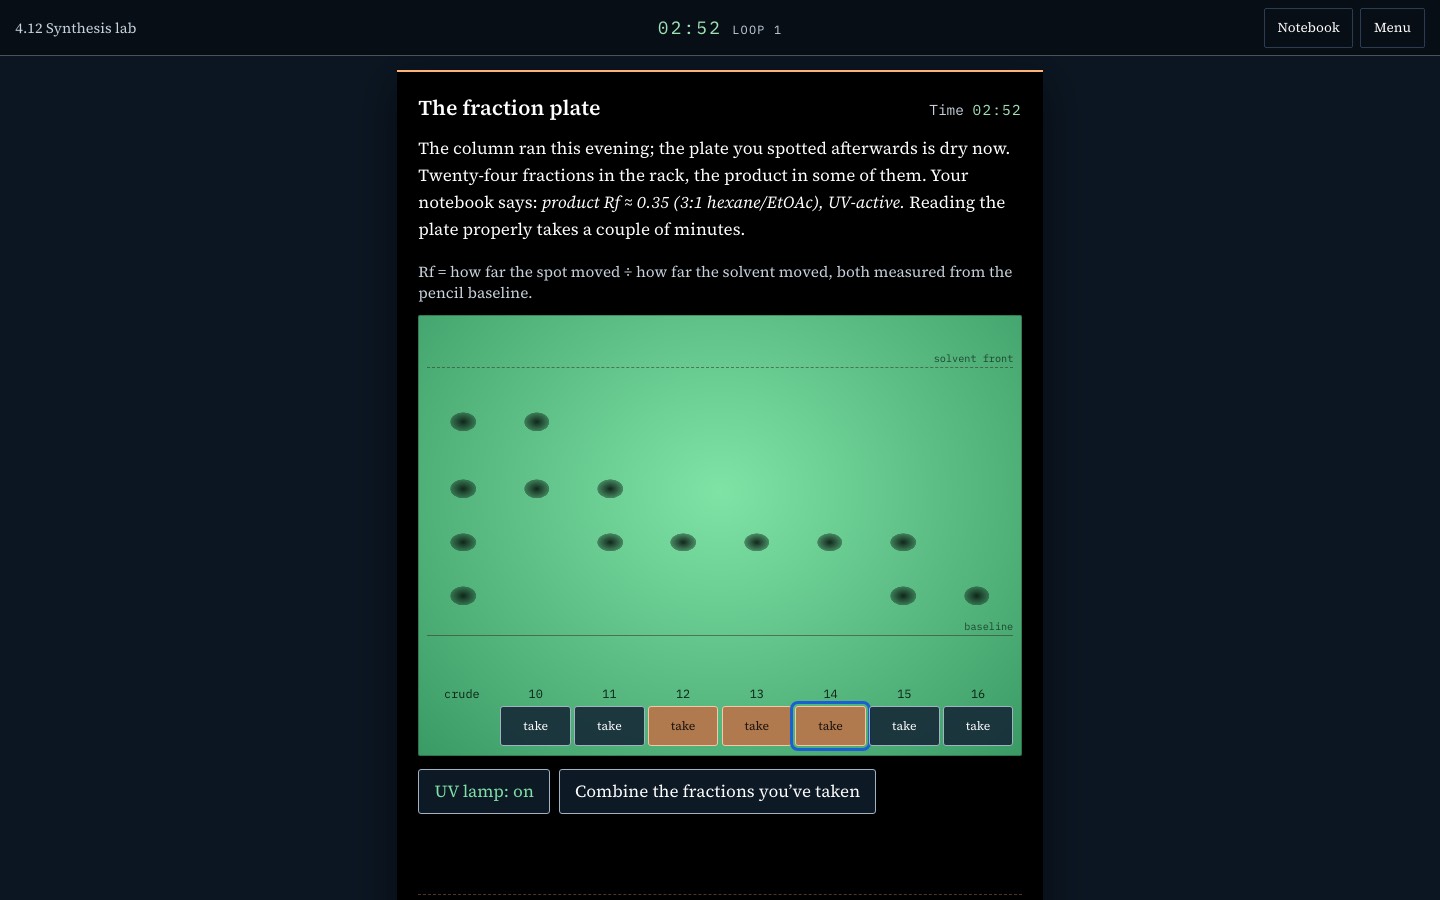 4.12 Synthesis lab
02:52 LOOP 1
Notebook
Menu
The fraction plate
Time 02:52
The column ran this evening; the plate you spotted afterwards is dry now.
Twenty-four fractions in the rack, the product in some of them. Your
notebook says: product Rf ≈ 0.35 (3:1 hexane/EtOAc), UV-active. Reading the
plate properly takes a couple of minutes.
Rf = how far the spot moved ÷ how far the solvent moved, both measured from the
pencil baseline.
solvent front
baseline
crude 10 11 12 13 14 15 16
take take take take take take take
UV lamp: on
Combine the fractions you’ve taken